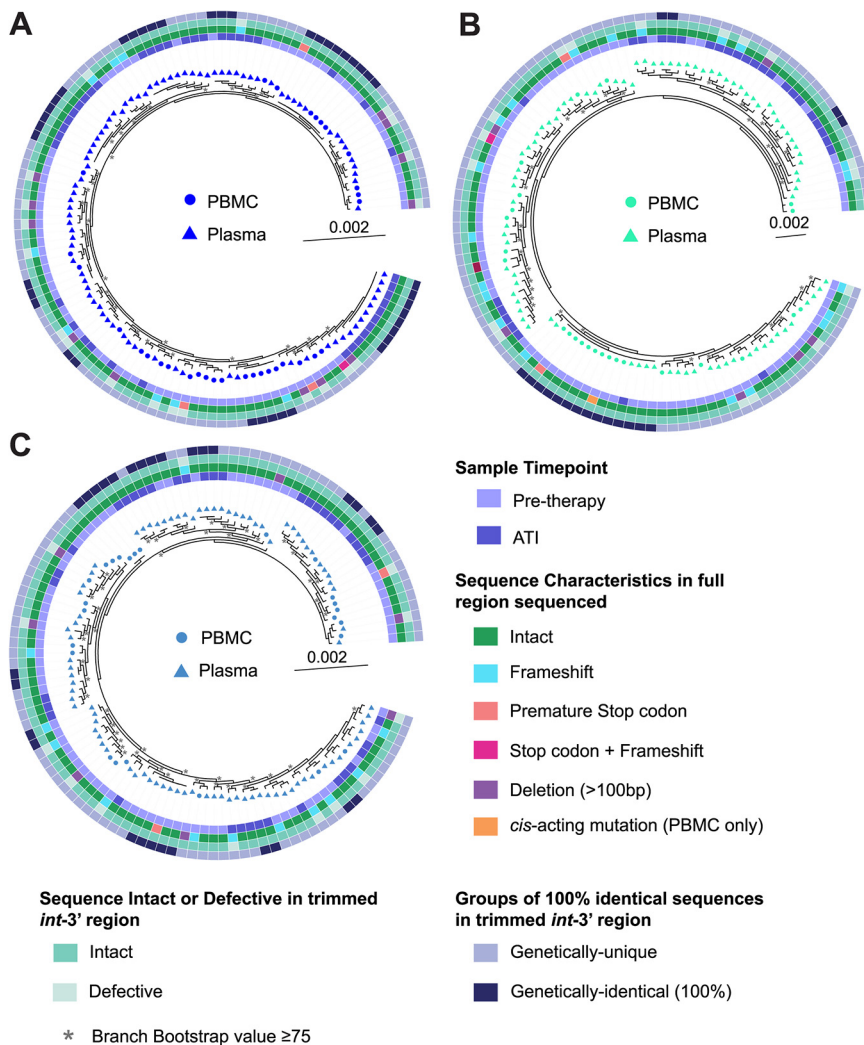 A
PBMC
Plasma
0.002
B
PBMC
Plasma
0.002
C
PBMC
Plasma
0.002
Sample Timepoint
Pre-therapy
ATI
Sequence Characteristics in full
region sequenced
Intact
Frameshift
Premature Stop codon
Stop codon + Frameshift
Deletion (>100bp)
cis-acting mutation (PBMC only)
Sequence Intact or Defective in trimmed
int-3' region
Intact
Defective
* Branch Bootstrap value ≥75
Groups of 100% identical sequences
in trimmed int-3' region
Genetically-unique
Genetically-identical (100%)